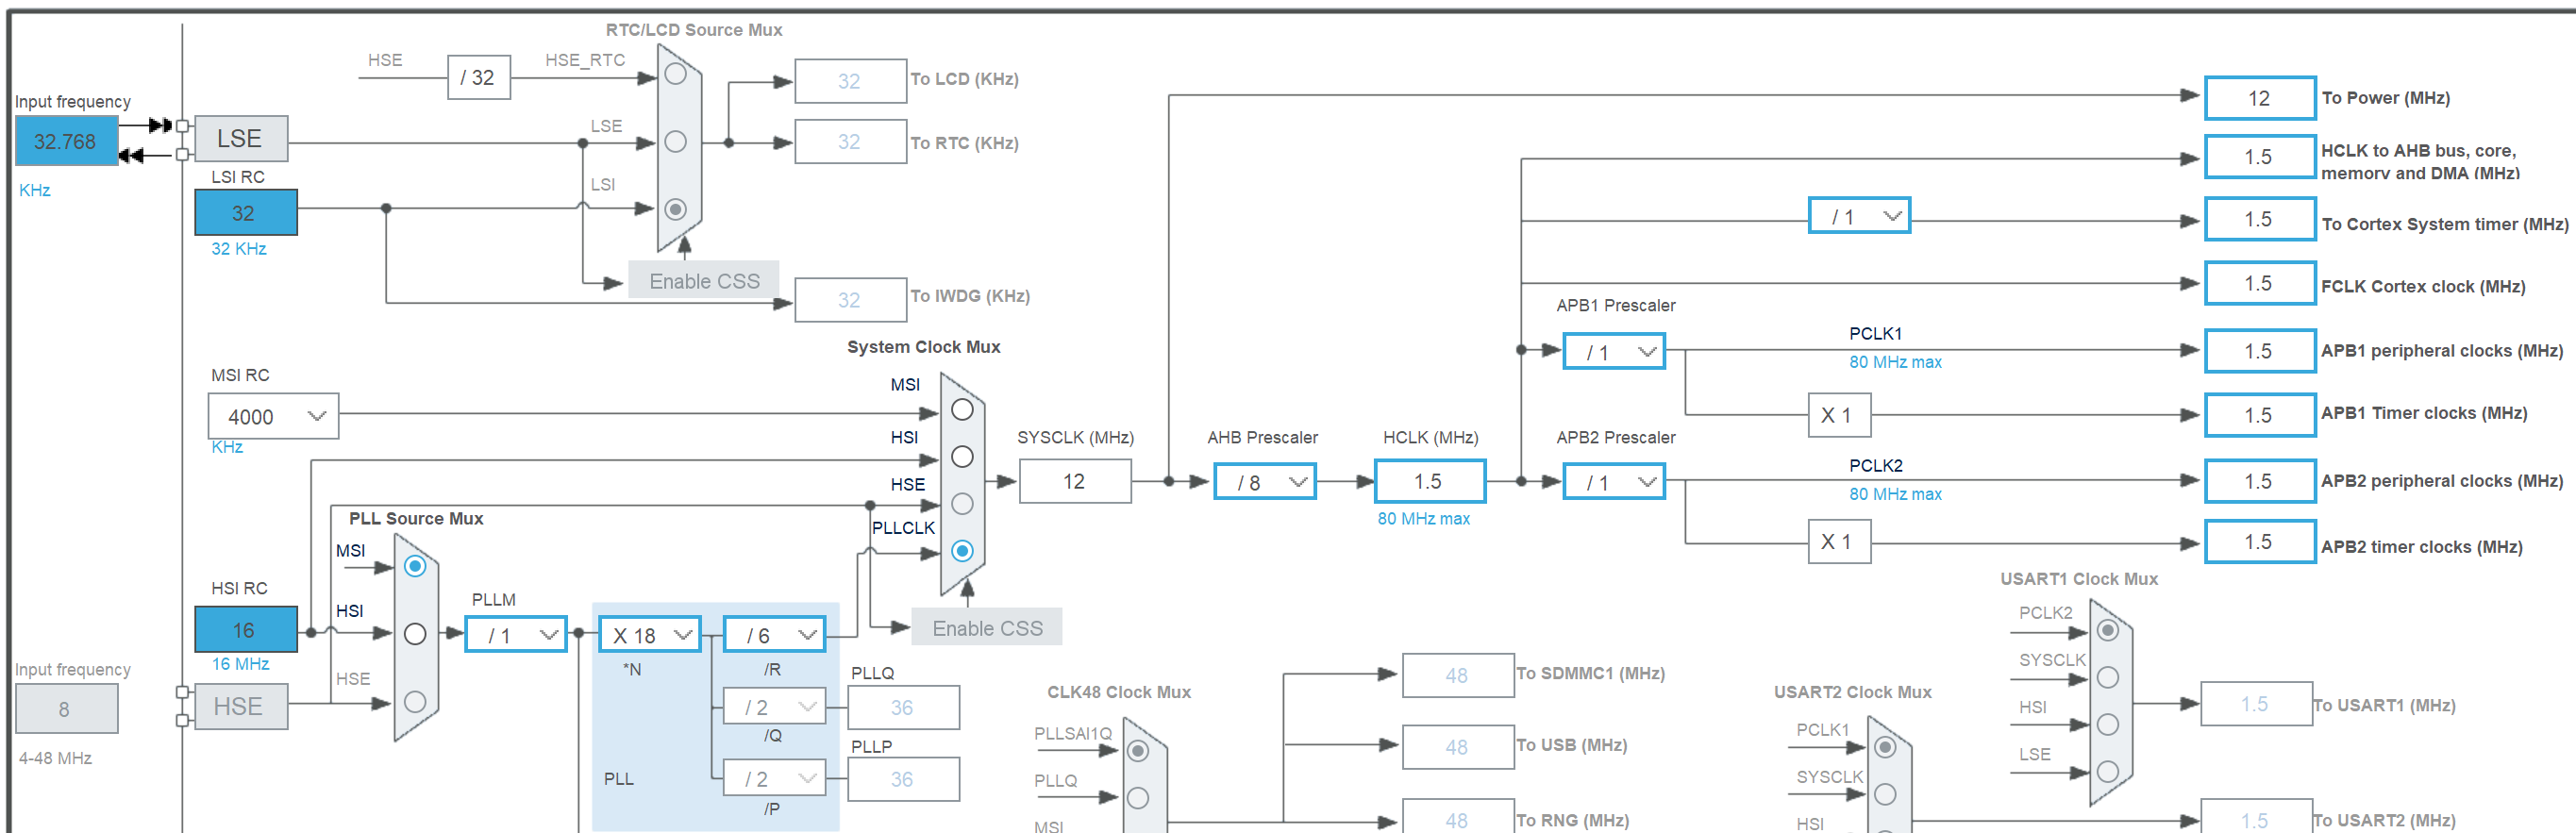 RTC/LCD Source Mux
HSE
/ 32
HSE_RTC
32
To LCD (KHz)
Input frequency
32.768
KHz
LSE
LSE
32
To RTC (KHz)
LSI RC
32
32 KHz
LSI
Enable CSS
32
To IWDG (KHz)
12
To Power (MHz)
1.5
HCLK to AHB bus, core,
memory and DMA (MHz)
/ 1
1.5
To Cortex System timer (MHz)
1.5
FCLK Cortex clock (MHz)
APB1 Prescaler
/ 1
PCLK1
80 MHz max
1.5
APB1 peripheral clocks (MHz)
X 1
1.5
APB1 Timer clocks (MHz)
System Clock Mux
MSI RC
4000
KHz
MSI
HSI
HSE
PLLCLK
SYSCLK (MHz)
12
AHB Prescaler
/ 8
HCLK (MHz)
1.5
80 MHz max
APB2 Prescaler
/ 1
PCLK2
80 MHz max
1.5
APB2 peripheral clocks (MHz)
X 1
1.5
APB2 timer clocks (MHz)
Enable CSS
PLL Source Mux
MSI
HSI RC
16
16 MHz
HSI
HSE
Input frequency
8
4-48 MHz
HSE
PLLM
/ 1
X 18
*N
/ 6
/R
/ 2
/Q
PLLQ
36
/ 2
/P
PLLP
36
PLL
CLK48 Clock Mux
PLLSAI1Q
PLLQ
MSI
48
To SDMMC1 (MHz)
48
To USB (MHz)
48
To RNG (MHz)
USART2 Clock Mux
PCLK1
SYSCLK
HSI
USART1 Clock Mux
PCLK2
SYSCLK
HSI
LSE
1.5
To USART1 (MHz)
1.5
To USART2 (MHz)